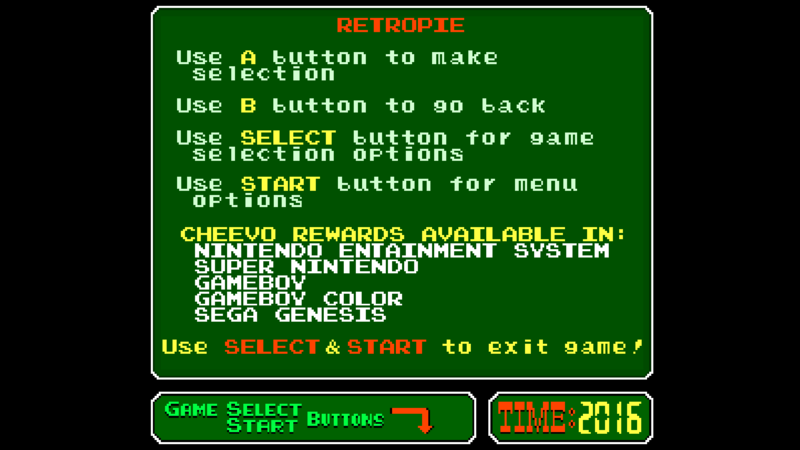 RETROPIE
Use A button to make
selection
Use B button to go back
Use SELECT button for game
selection options
Use START button for menu
options
CHEEVO REWARDS AVAILABLE IN:
NINTENDO ENTAINMENT SYSTEM
SUPER NINTENDO
GAMEBOY
GAMEBOY COLOR
SEGA GENESIS
Use SELECT & START to exit game!
GAME SELECT
START BUTTONS
TIME:2016